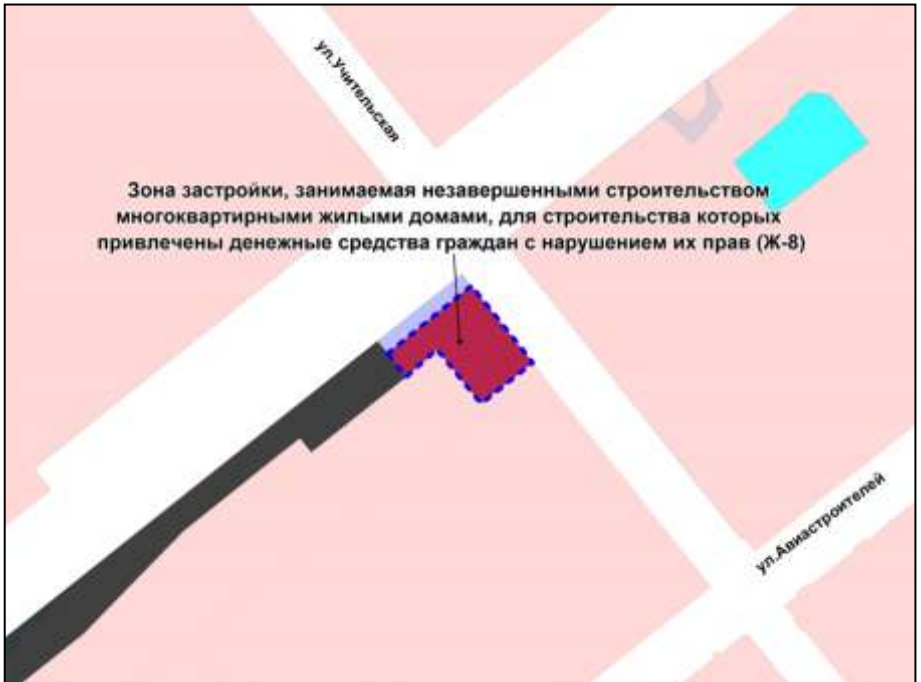 ул.Учительская
Зона застройки, занимаемая незавершенными строительством
многоквартирными жилыми домами, для строительства которых
привлечены денежные средства граждан с нарушением их прав (Ж-8)
ул.Авиастроителей